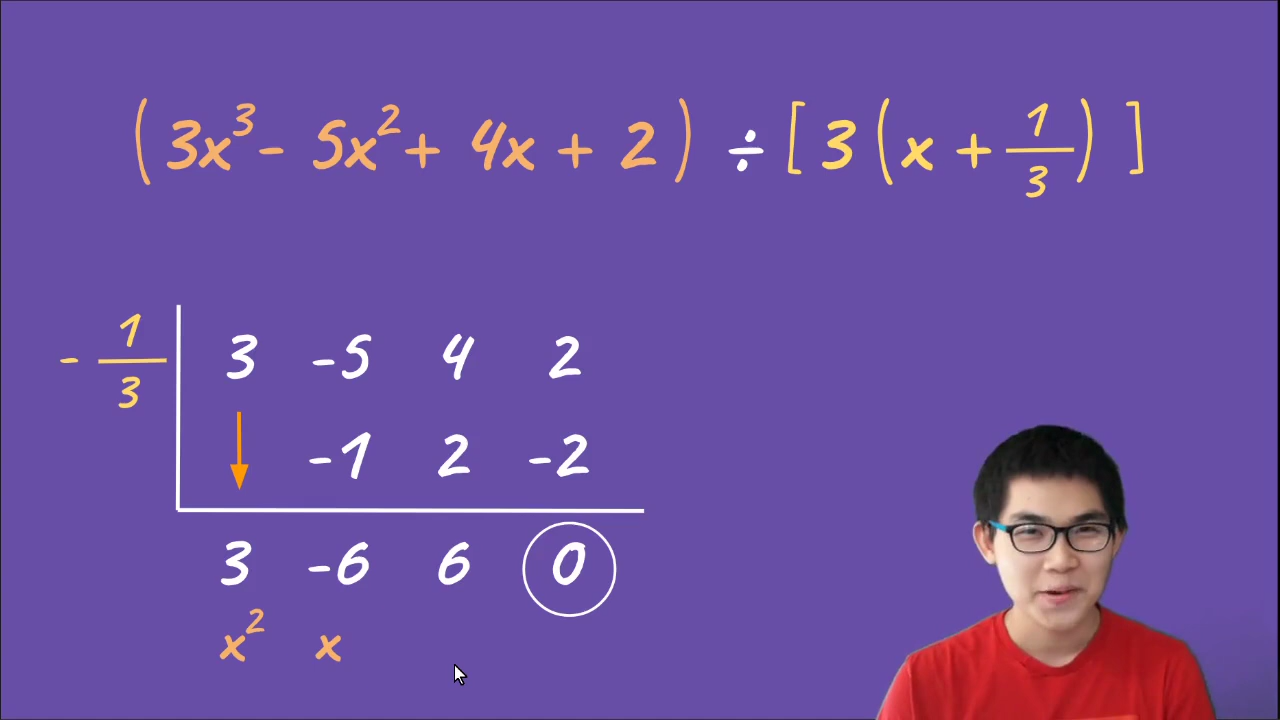 (3x³ - 5x² + 4x + 2) ÷ [3(x + 1/3)]
-1/3 | 3 -5 4 2
-1 2 -2
3 -6 6 0
x² x